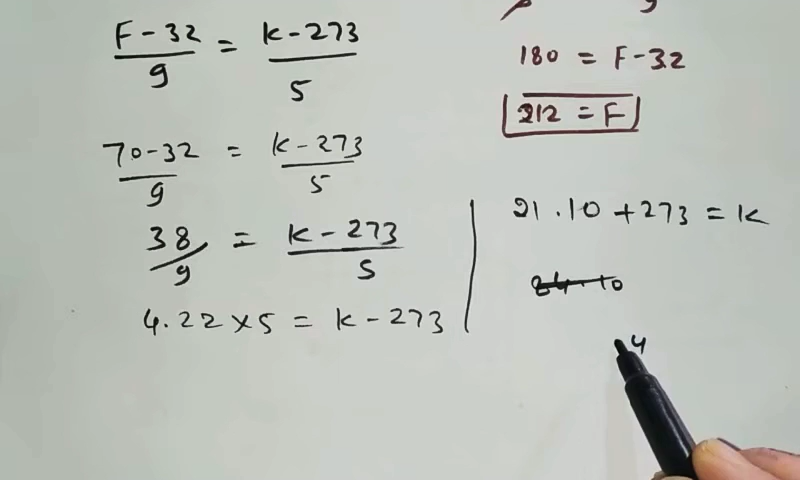 F - 32 / 9 = K - 273 / 5
70 - 32 / 9 = K - 273 / 5
38 / 9 = K - 273 / 5
4.22 × 5 = K - 273
180 = F - 32
212 = F
21.10 + 273 = K
4